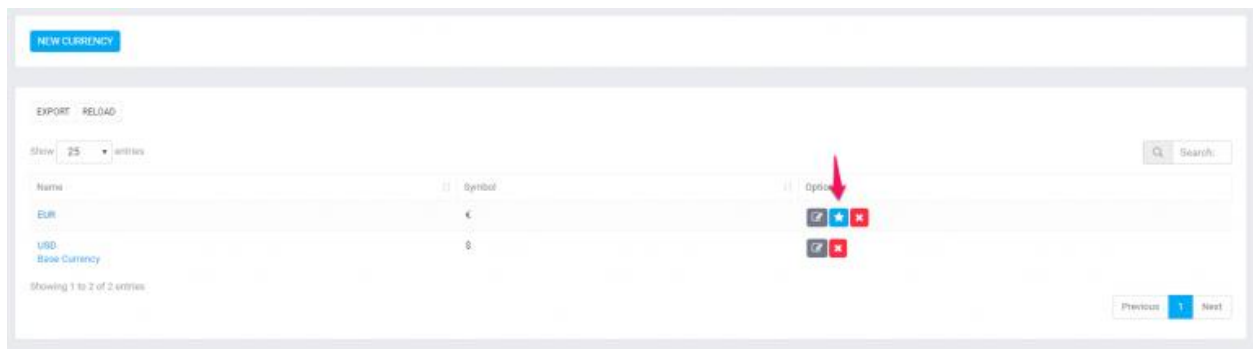 NEW CURRENCY
EXPORT RELOAD
Show 25 entries
Search:
Name Symbol Options
EUR €
USD $
Base Currency
Showing 1 to 2 of 2 entries
Previous 1 Next